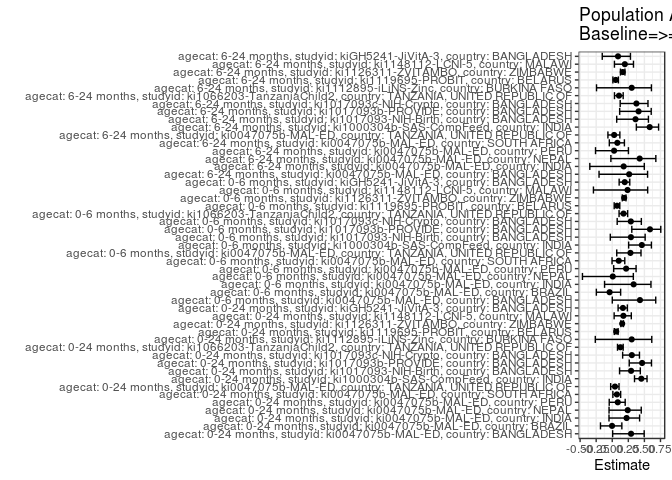 Population A
Baseline=>=
agecat: 6-24 months, studyid: kiGH5241-JiVitA-3, country: BANGLADESH
agecat: 6-24 months, studyid: ki1148112-LCNI-5, country: MALAWI
agecat: 6-24 months, studyid: ki1126311-ZVITAMBO, country: ZIMBABWE
agecat: 6-24 months, studyid: ki1119695-PROBIT, country: BELARUS
agecat: 6-24 months, studyid: ki1112895-iLiNS-Zinc, country: BURKINA FASO
agecat: 6-24 months, studyid: ki1066203-TanzaniaChild2, country: TANZANIA, UNITED REPUBLIC OF
agecat: 6-24 months, studyid: ki1017093c-NIH-Crypto, country: BANGLADESH
agecat: 6-24 months, studyid: ki1017093b-PROVIDE, country: BANGLADESH
agecat: 6-24 months, studyid: ki1017093-NIH-Birth, country: BANGLADESH
agecat: 6-24 months, studyid: ki1000304b-SAS-CompFeed, country: INDIA
agecat: 6-24 months, studyid: ki0047075b-MAL-ED, country: TANZANIA, UNITED REPUBLIC OF
agecat: 6-24 months, studyid: ki0047075b-MAL-ED, country: SOUTH AFRICA
agecat: 6-24 months, studyid: ki0047075b-MAL-ED, country: PERU
agecat: 6-24 months, studyid: ki0047075b-MAL-ED, country: NEPAL
agecat: 6-24 months, studyid: ki0047075b-MAL-ED, country: INDIA
agecat: 6-24 months, studyid: ki0047075b-MAL-ED, country: BANGLADESH
agecat: 0-6 months, studyid: kiGH5241-JiVitA-3, country: BANGLADESH
agecat: 0-6 months, studyid: ki1148112-LCNI-5, country: MALAWI
agecat: 0-6 months, studyid: ki1126311-ZVITAMBO, country: ZIMBABWE
agecat: 0-6 months, studyid: ki1119695-PROBIT, country: BELARUS
agecat: 0-6 months, studyid: ki1066203-TanzaniaChild2, country: TANZANIA, UNITED REPUBLIC OF
agecat: 0-6 months, studyid: ki1017093c-NIH-Crypto, country: BANGLADESH
agecat: 0-6 months, studyid: ki1017093b-PROVIDE, country: BANGLADESH
agecat: 0-6 months, studyid: ki1017093-NIH-Birth, country: BANGLADESH
agecat: 0-6 months, studyid: ki1000304b-SAS-CompFeed, country: INDIA
agecat: 0-6 months, studyid: ki0047075b-MAL-ED, country: TANZANIA, UNITED REPUBLIC OF
agecat: 0-6 months, studyid: ki0047075b-MAL-ED, country: SOUTH AFRICA
agecat: 0-6 months, studyid: ki0047075b-MAL-ED, country: PERU
agecat: 0-6 months, studyid: ki0047075b-MAL-ED, country: NEPAL
agecat: 0-6 months, studyid: ki0047075b-MAL-ED, country: INDIA
agecat: 0-6 months, studyid: ki0047075b-MAL-ED, country: BRAZIL
agecat: 0-6 months, studyid: ki0047075b-MAL-ED, country: BANGLADESH
agecat: 0-24 months, studyid: kiGH5241-JiVitA-3, country: BANGLADESH
agecat: 0-24 months, studyid: ki1148112-LCNI-5, country: MALAWI
agecat: 0-24 months, studyid: ki1126311-ZVITAMBO, country: ZIMBABWE
agecat: 0-24 months, studyid: ki1119695-PROBIT, country: BELARUS
agecat: 0-24 months, studyid: ki1112895-iLiNS-Zinc, country: BURKINA FASO
agecat: 0-24 months, studyid: ki1066203-TanzaniaChild2, country: TANZANIA, UNITED REPUBLIC OF
agecat: 0-24 months, studyid: ki1017093c-NIH-Crypto, country: BANGLADESH
agecat: 0-24 months, studyid: ki1017093b-PROVIDE, country: BANGLADESH
agecat: 0-24 months, studyid: ki1017093-NIH-Birth, country: BANGLADESH
agecat: 0-24 months, studyid: ki1000304b-SAS-CompFeed, country: INDIA
agecat: 0-24 months, studyid: ki0047075b-MAL-ED, country: TANZANIA, UNITED REPUBLIC OF
agecat: 0-24 months, studyid: ki0047075b-MAL-ED, country: SOUTH AFRICA
agecat: 0-24 months, studyid: ki0047075b-MAL-ED, country: PERU
agecat: 0-24 months, studyid: ki0047075b-MAL-ED, country: NEPAL
agecat: 0-24 months, studyid: ki0047075b-MAL-ED, country: INDIA
agecat: 0-24 months, studyid: ki0047075b-MAL-ED, country: BRAZIL
agecat: 0-24 months, studyid: ki0047075b-MAL-ED, country: BANGLADESH
-0.50 -0.25 0.00 0.25 0.50 0.75
Estimate